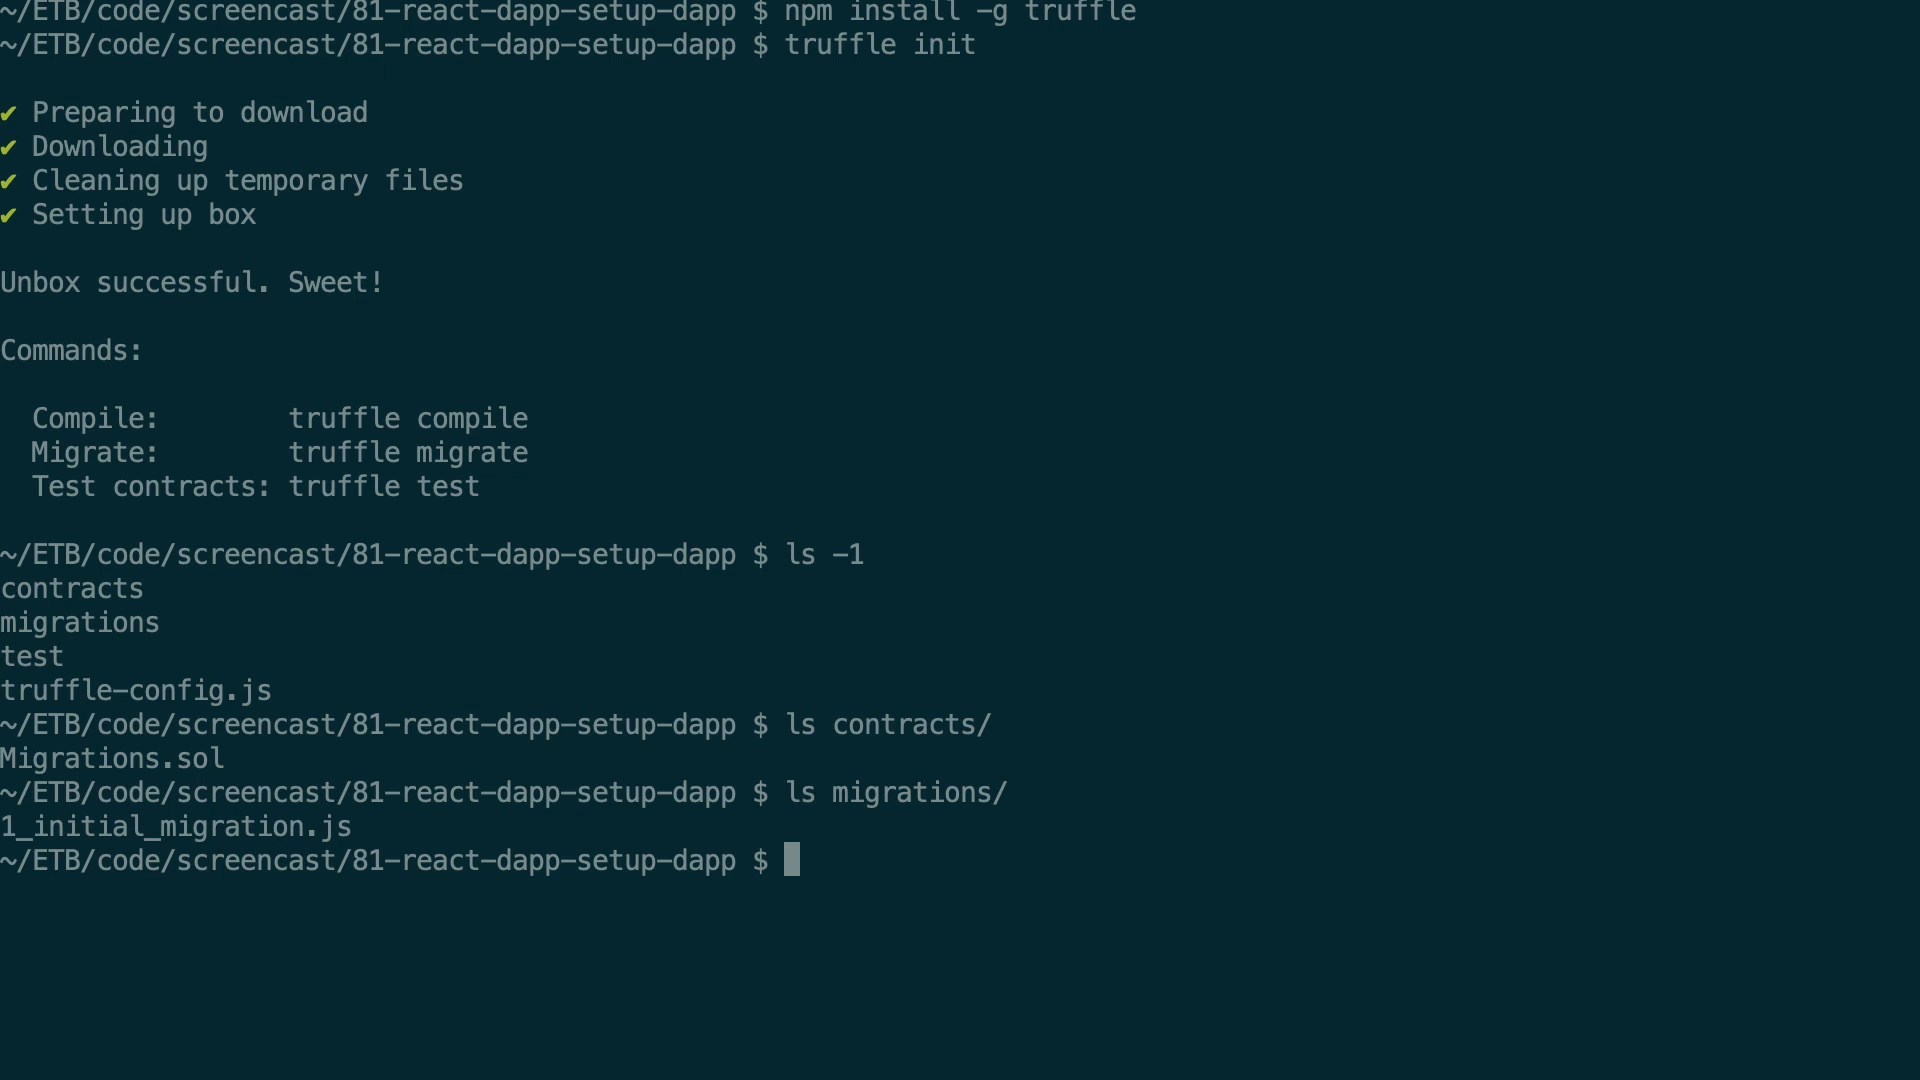 ~/ETB/code/screencast/81-react-dapp-setup-dapp $ npm install -g truffle
~/ETB/code/screencast/81-react-dapp-setup-dapp $ truffle init
✔ Preparing to download
✔ Downloading
✔ Cleaning up temporary files
✔ Setting up box
Unbox successful. Sweet!
Commands:
  Compile:        truffle compile
  Migrate:        truffle migrate
  Test contracts: truffle test
~/ETB/code/screencast/81-react-dapp-setup-dapp $ ls -1
contracts
migrations
test
truffle-config.js
~/ETB/code/screencast/81-react-dapp-setup-dapp $ ls contracts/
Migrations.sol
~/ETB/code/screencast/81-react-dapp-setup-dapp $ ls migrations/
1_initial_migration.js
~/ETB/code/screencast/81-react-dapp-setup-dapp $